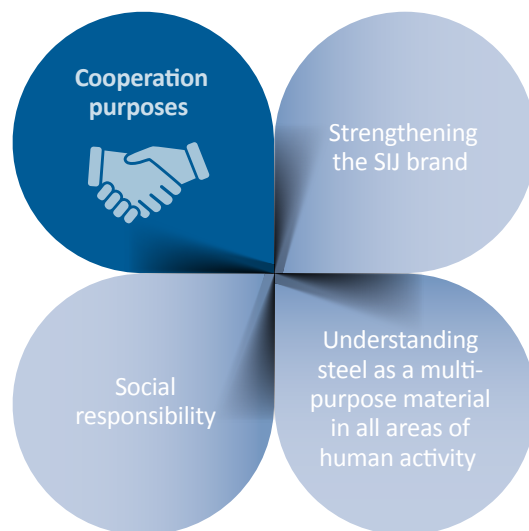 Cooperation
purposes
Strengthening
the SIJ brand
Social
responsibility
Understanding
steel as a multi-
purpose material
in all areas of
human activity